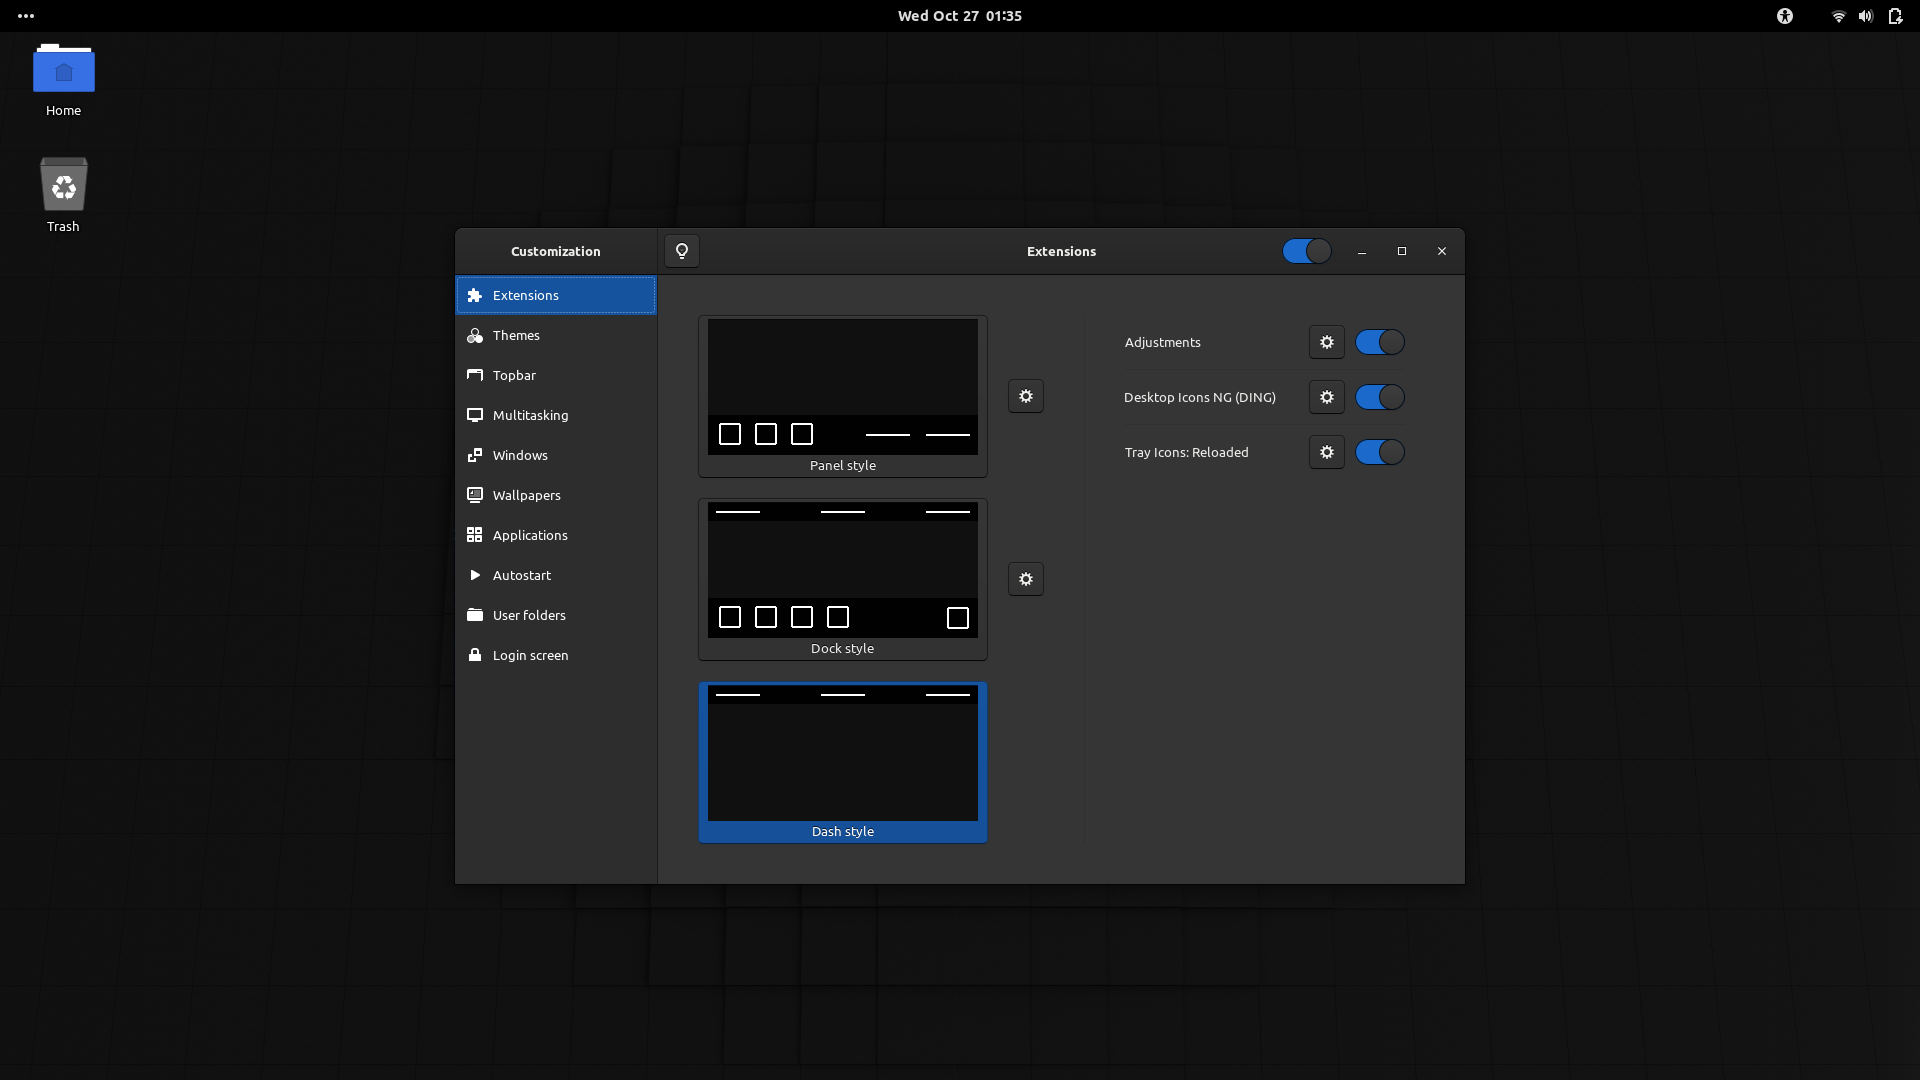 Wed Oct 27 01:35
Home
Trash
Customization
Extensions
Extensions
Themes
Topbar
Multitasking
Windows
Wallpapers
Applications
Autostart
User folders
Login screen
Panel style
Dock style
Dash style
Adjustments
Desktop Icons NG (DING)
Tray Icons: Reloaded